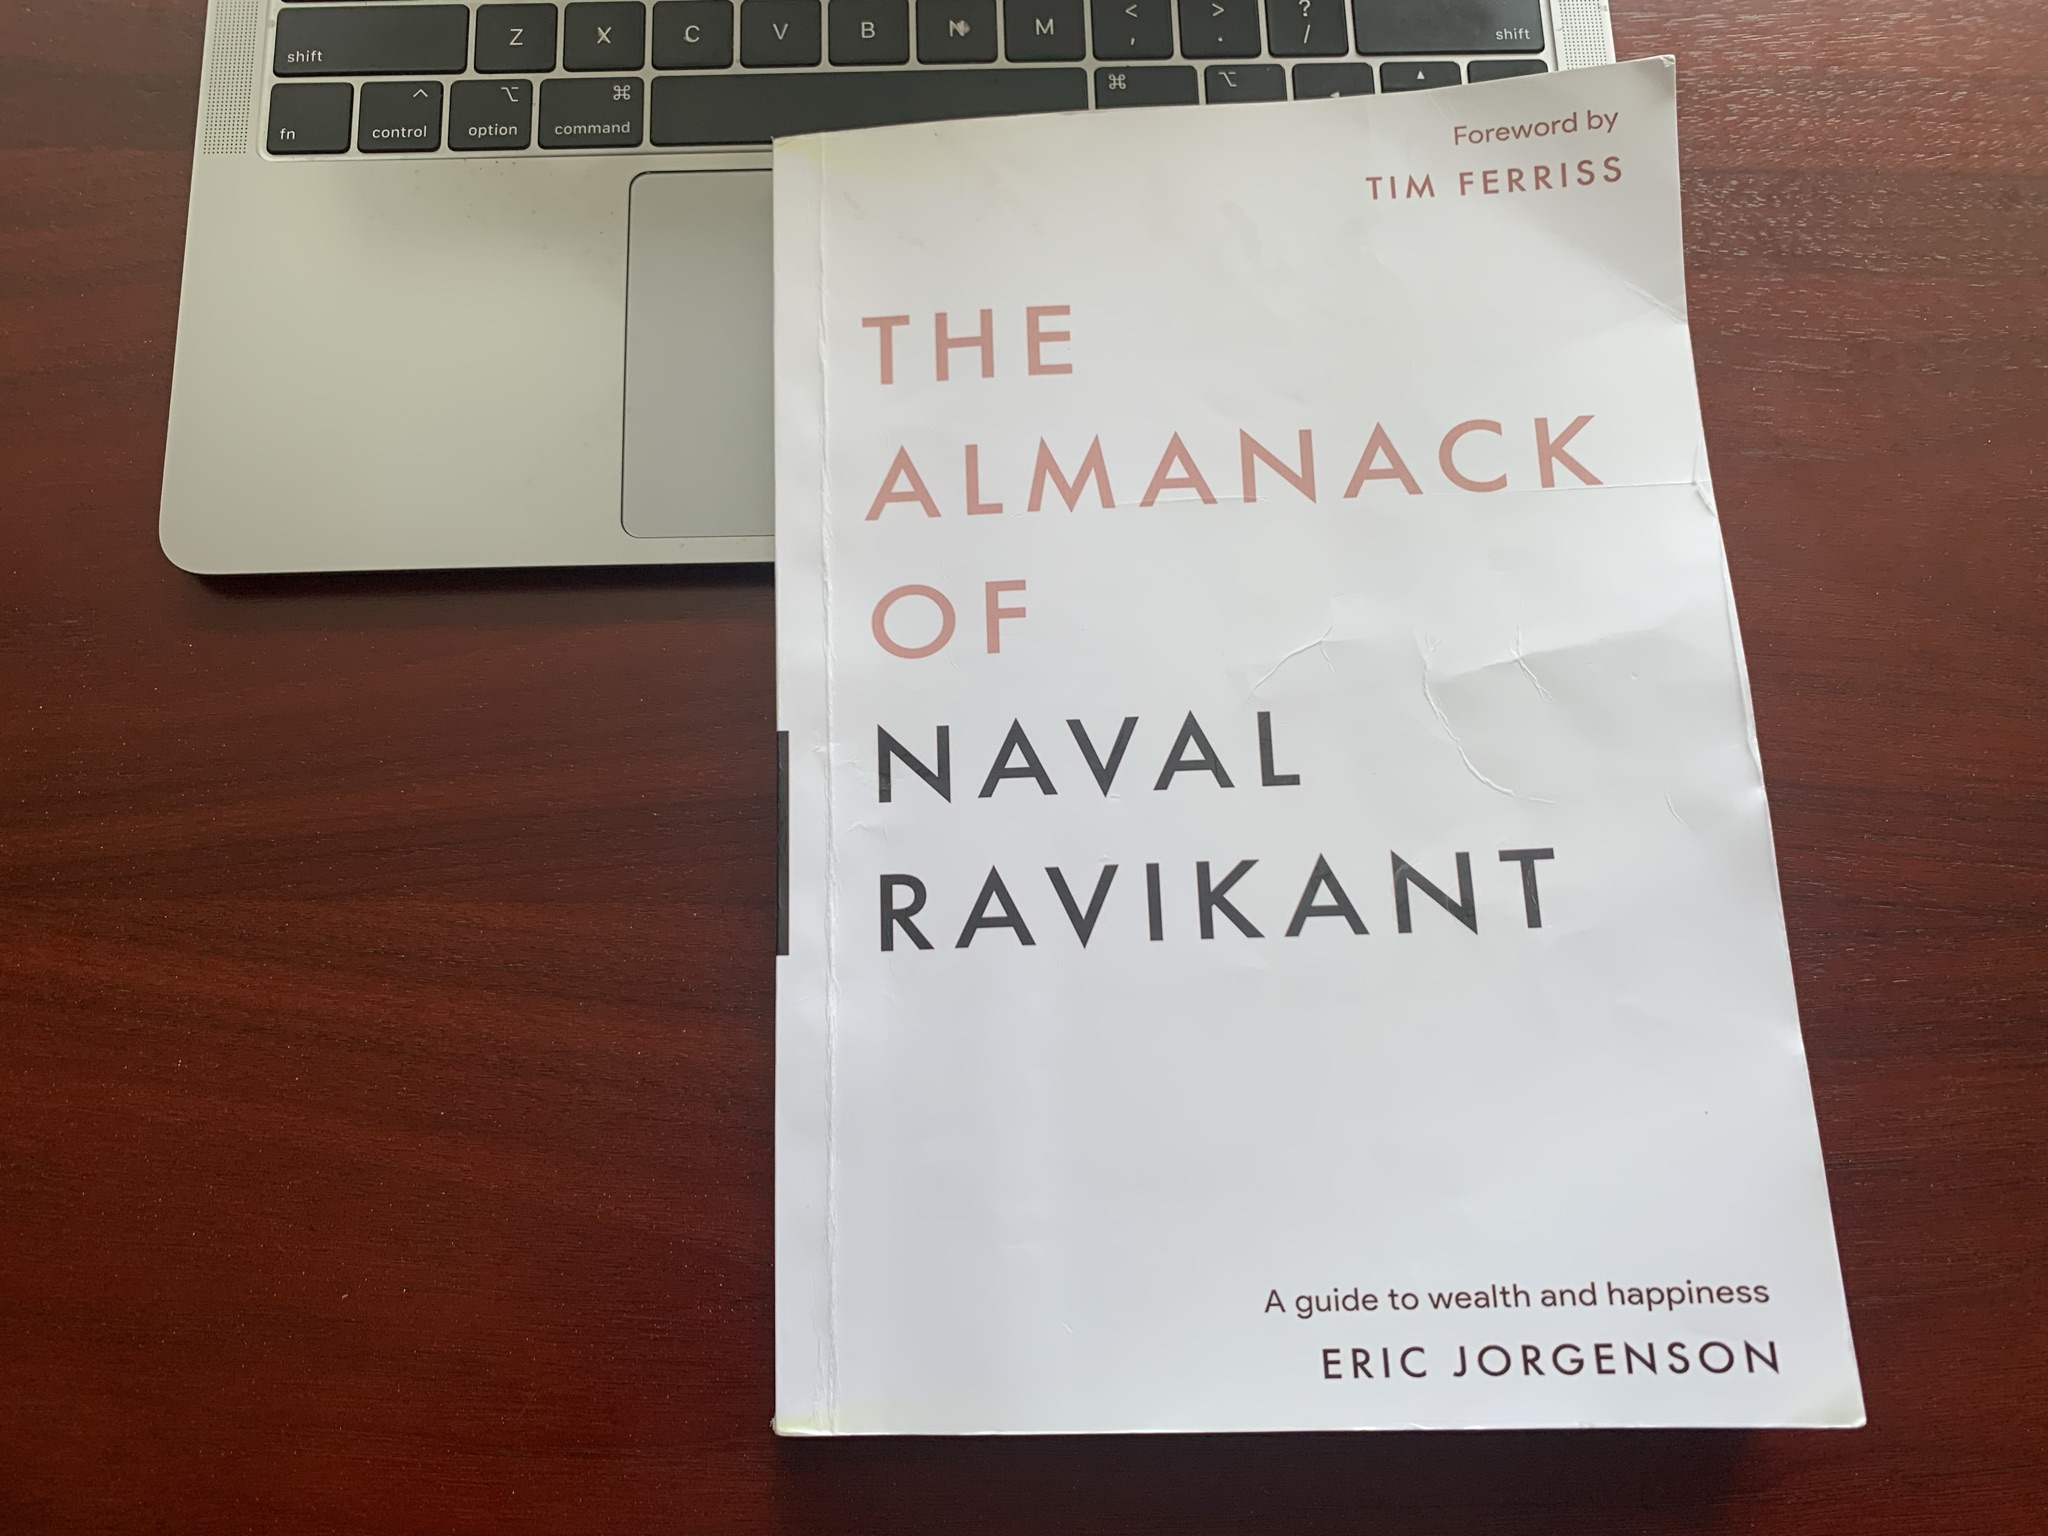 Z X C V B N M < > ?
shift , . / shift
^ ⌥ ⌘ ⌘ ⌥ ▲
fn control option command ◄
Foreword by
TIM FERRISS
THE
ALMANACK
OF
NAVAL
RAVIKANT
A guide to wealth and happiness
ERIC JORGENSON